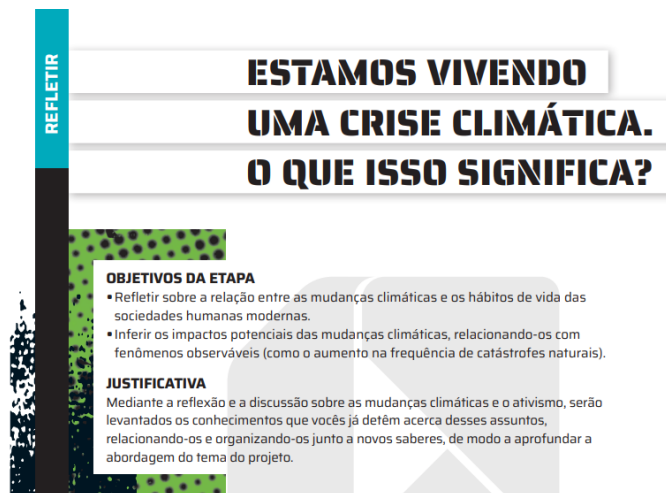 REFLETIR
ESTAMOS VIVENDO
UMA CRISE CLIMÁTICA.
O QUE ISSO SIGNIFICA?
OBJETIVOS DA ETAPA
• Refletir sobre a relação entre as mudanças climáticas e os hábitos de vida das
sociedades humanas modernas.
• Inferir os impactos potenciais das mudanças climáticas, relacionando-os com
fenômenos observáveis (como o aumento na frequência de catástrofes naturais).
JUSTIFICATIVA
Mediante a reflexão e a discussão sobre as mudanças climáticas e o ativismo, serão
levantados os conhecimentos que vocês já detêm acerca desses assuntos,
relacionando-os e organizando-os junto a novos saberes, de modo a aprofundar a
abordagem do tema do projeto.